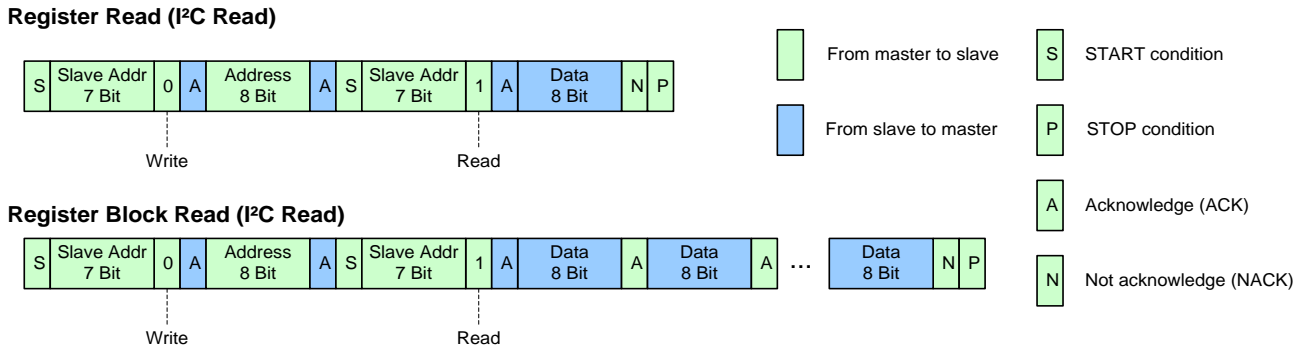 Register Read (I²C Read)
S Slave Addr 7 Bit 0 A Address 8 Bit A S Slave Addr 7 Bit 1 A Data 8 Bit N P
Write Read
From master to slave
S START condition
From slave to master
P STOP condition
A Acknowledge (ACK)
N Not acknowledge (NACK)
Register Block Read (I²C Read)
S Slave Addr 7 Bit 0 A Address 8 Bit A S Slave Addr 7 Bit 1 A Data 8 Bit A Data 8 Bit A ... Data 8 Bit N P
Write Read